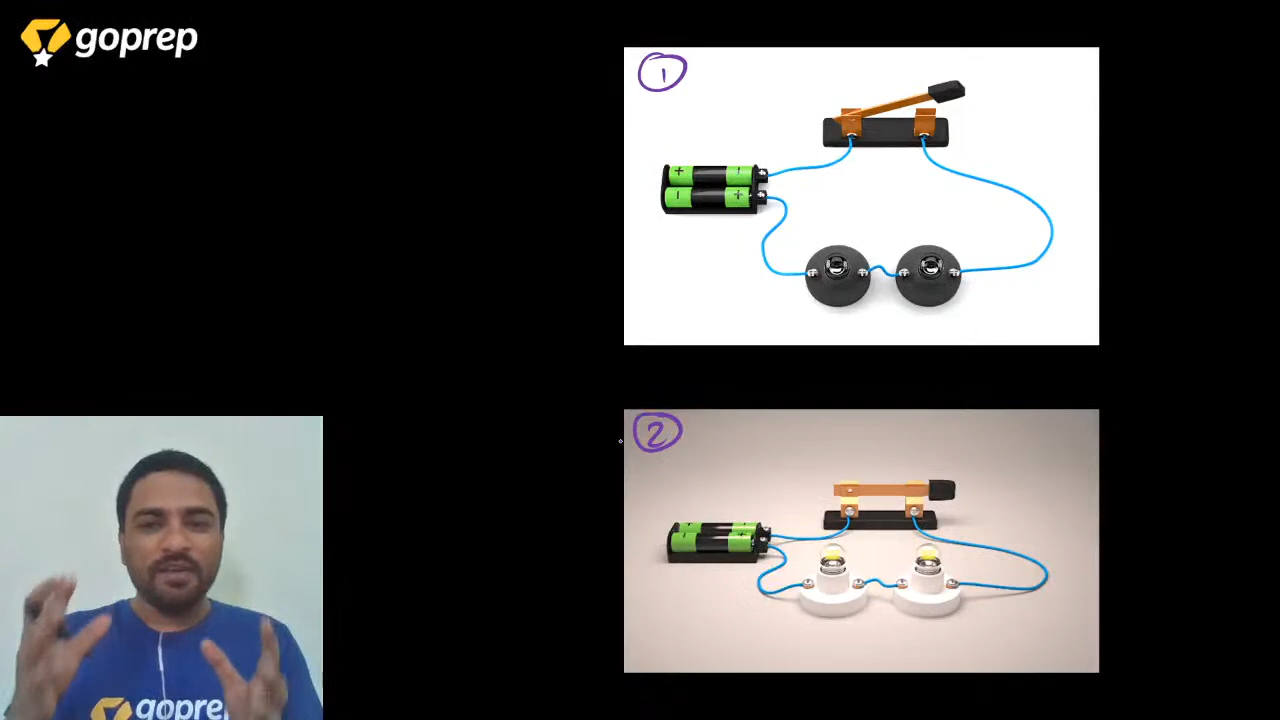 goprep
1
+ -
- +
2
- +
gopre